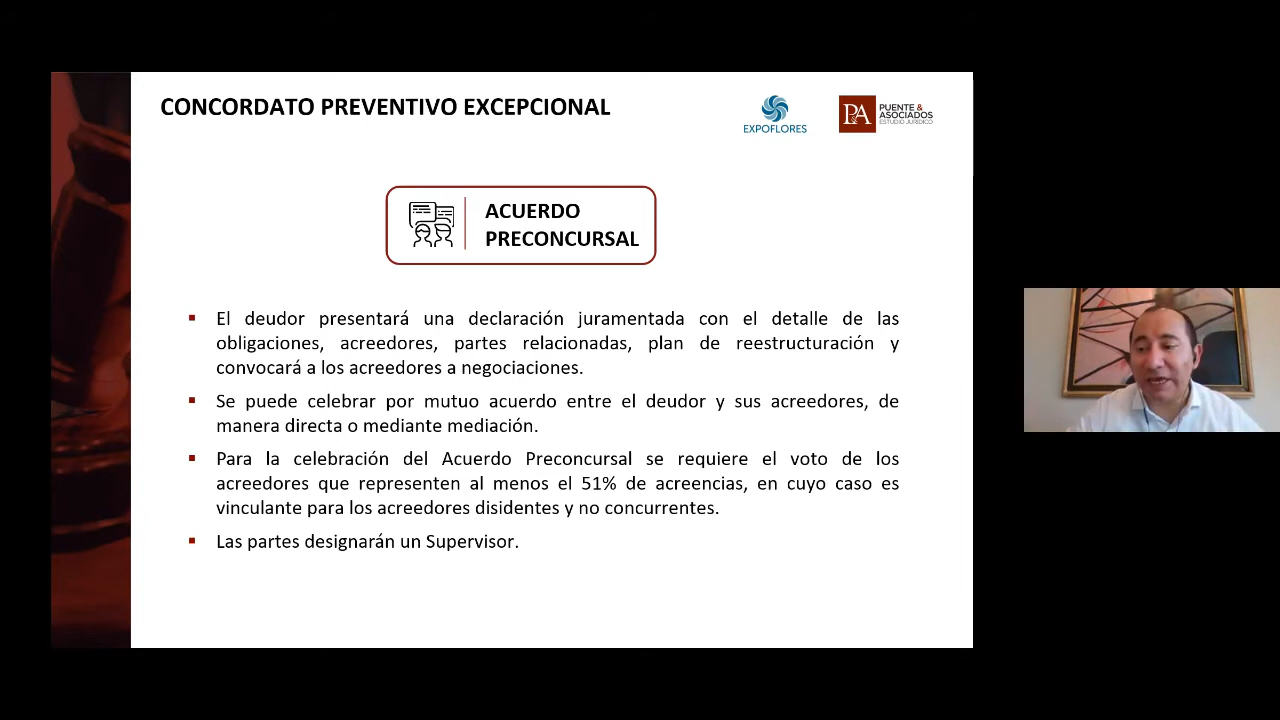 CONCORDATO PREVENTIVO EXCEPCIONAL
EXPOFLORES
P&A
PUENTE &
ASOCIADOS
ESTUDIO JURÍDICO
ACUERDO
PRECONCURSAL
▪ El deudor presentará una declaración juramentada con el detalle de las
obligaciones, acreedores, partes relacionadas, plan de reestructuración y
convocará a los acreedores a negociaciones.
▪ Se puede celebrar por mutuo acuerdo entre el deudor y sus acreedores, de
manera directa o mediante mediación.
▪ Para la celebración del Acuerdo Preconcursal se requiere el voto de los
acreedores que representen al menos el 51% de acreencias, en cuyo caso es
vinculante para los acreedores disidentes y no concurrentes.
▪ Las partes designarán un Supervisor.